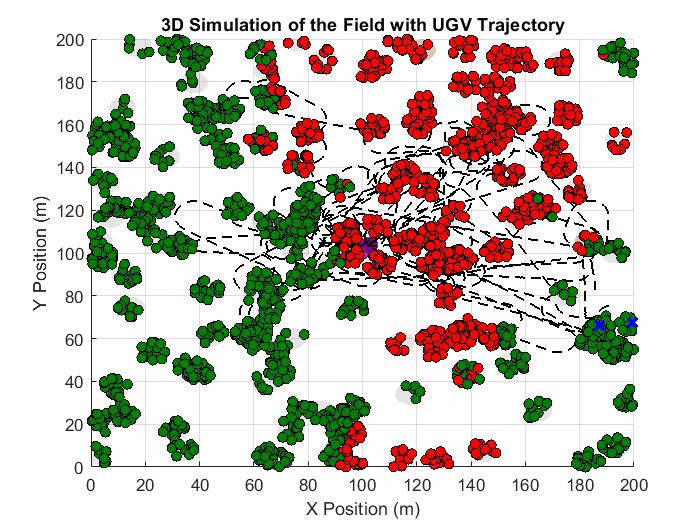 3D Simulation of the Field with UGV Trajectory
200
180
160
140
120
100
80
60
40
20
0
Y Position (m)
0 20 40 60 80 100 120 140 160 180 200
X Position (m)